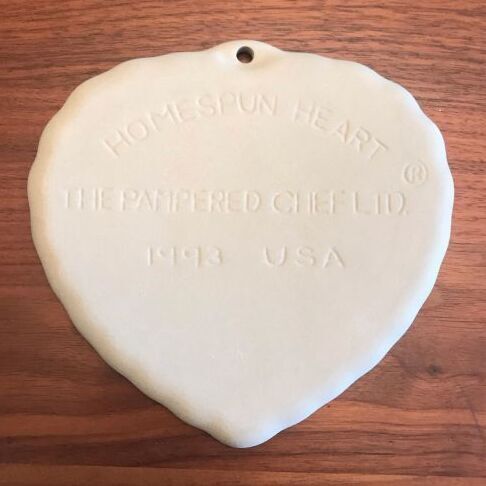 HOMESPUN HEART
THE PAMPERED CHEF LTD. ®
1993 USA